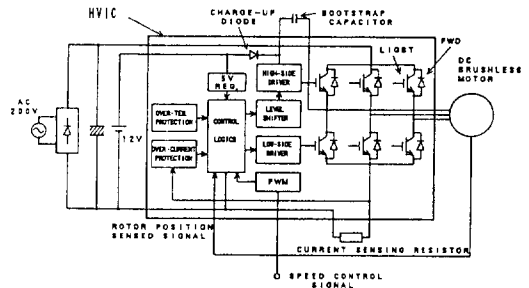 HVIC
CHARGE-UP
DIODE
BOOTSTRAP
CAPACITOR
LIGBT
FWD
DC
BRUSHLESS
MOTOR
AC
200V
12V
5V
REG.
HIGH-SIDE
DRIVER
OVER-TEM.
PROTECTION
OVER-CURRENT
PROTECTION
CONTROL
LOGICS
LEVEL
SHIFTER
LOW-SIDE
DRIVER
PWM
ROTOR POSITION
SENSED SIGNAL
CURRENT SENSING RESISTOR
SPEED CONTROL
SIGNAL